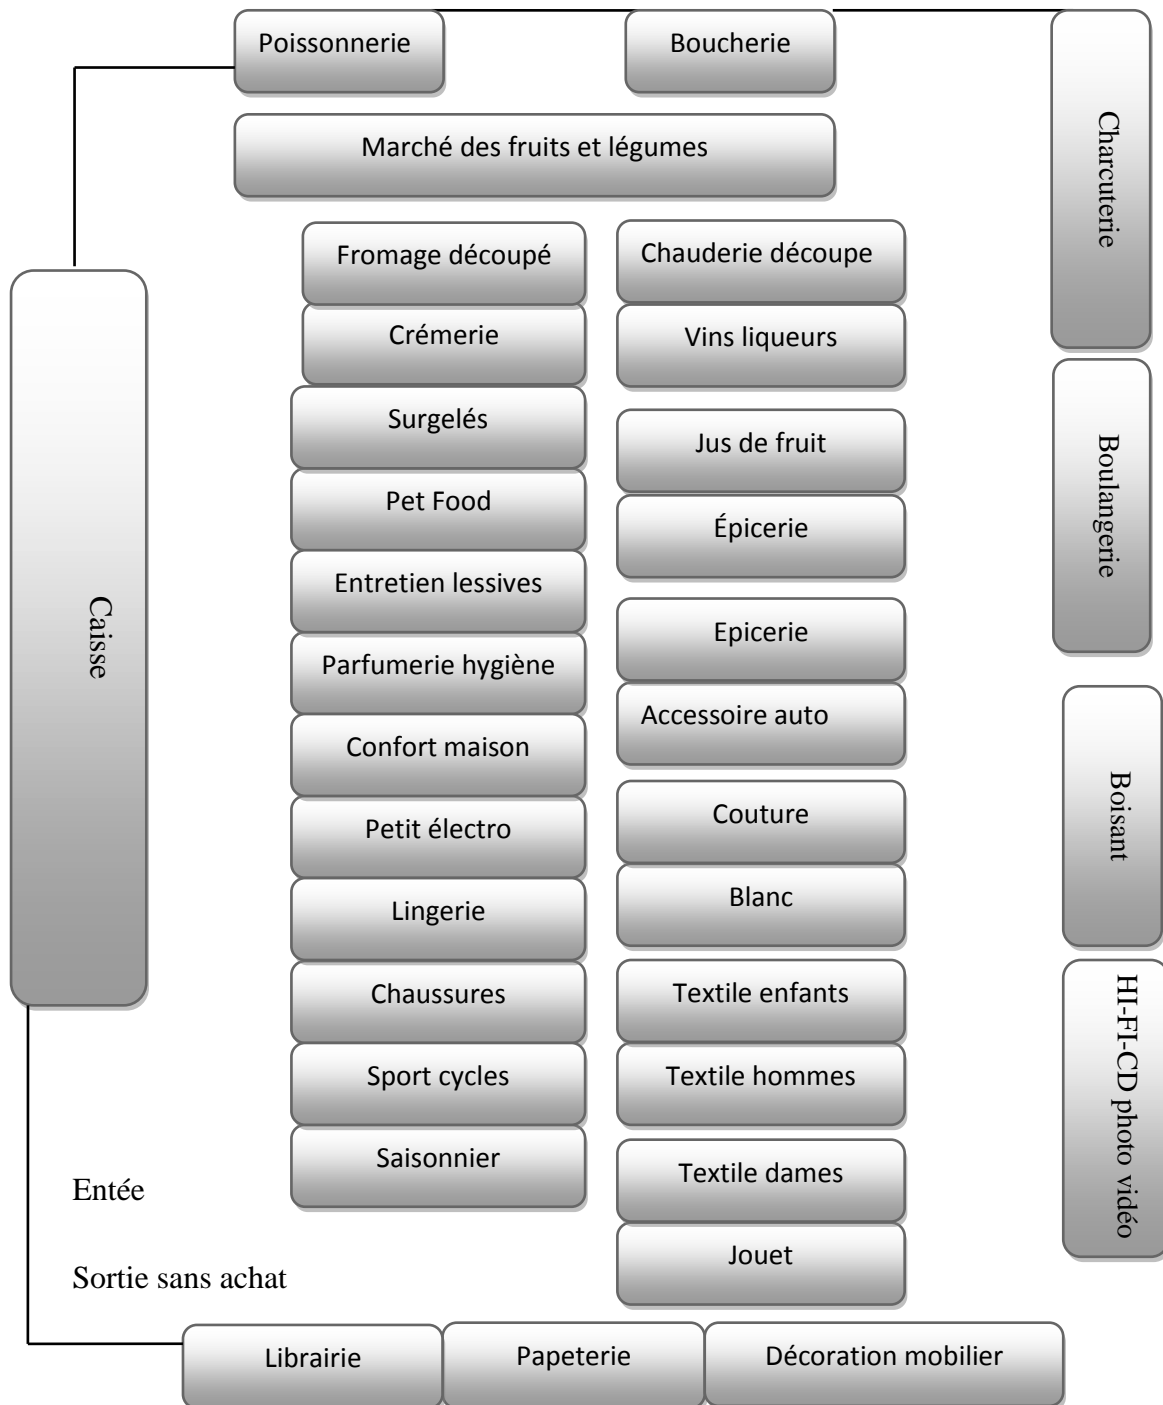 Poissonnerie
Boucherie
Charcuterie
Marché des fruits et légumes
Fromage découpé
Chauderie découpe
Crémerie
Vins liqueurs
Surgelés
Jus de fruit
Boulangerie
Pet Food
Épicerie
Caisse
Entretien lessives
Epicerie
Parfumerie hygiène
Accessoire auto
Confort maison
Boisant
Couture
Petit électro
Blanc
Lingerie
Chaussures
Textile enfants
HI-FI-CD photo vidéo
Sport cycles
Textile hommes
Saisonnier
Textile dames
Entée
Jouet
Sortie sans achat
Librairie
Papeterie
Décoration mobilier